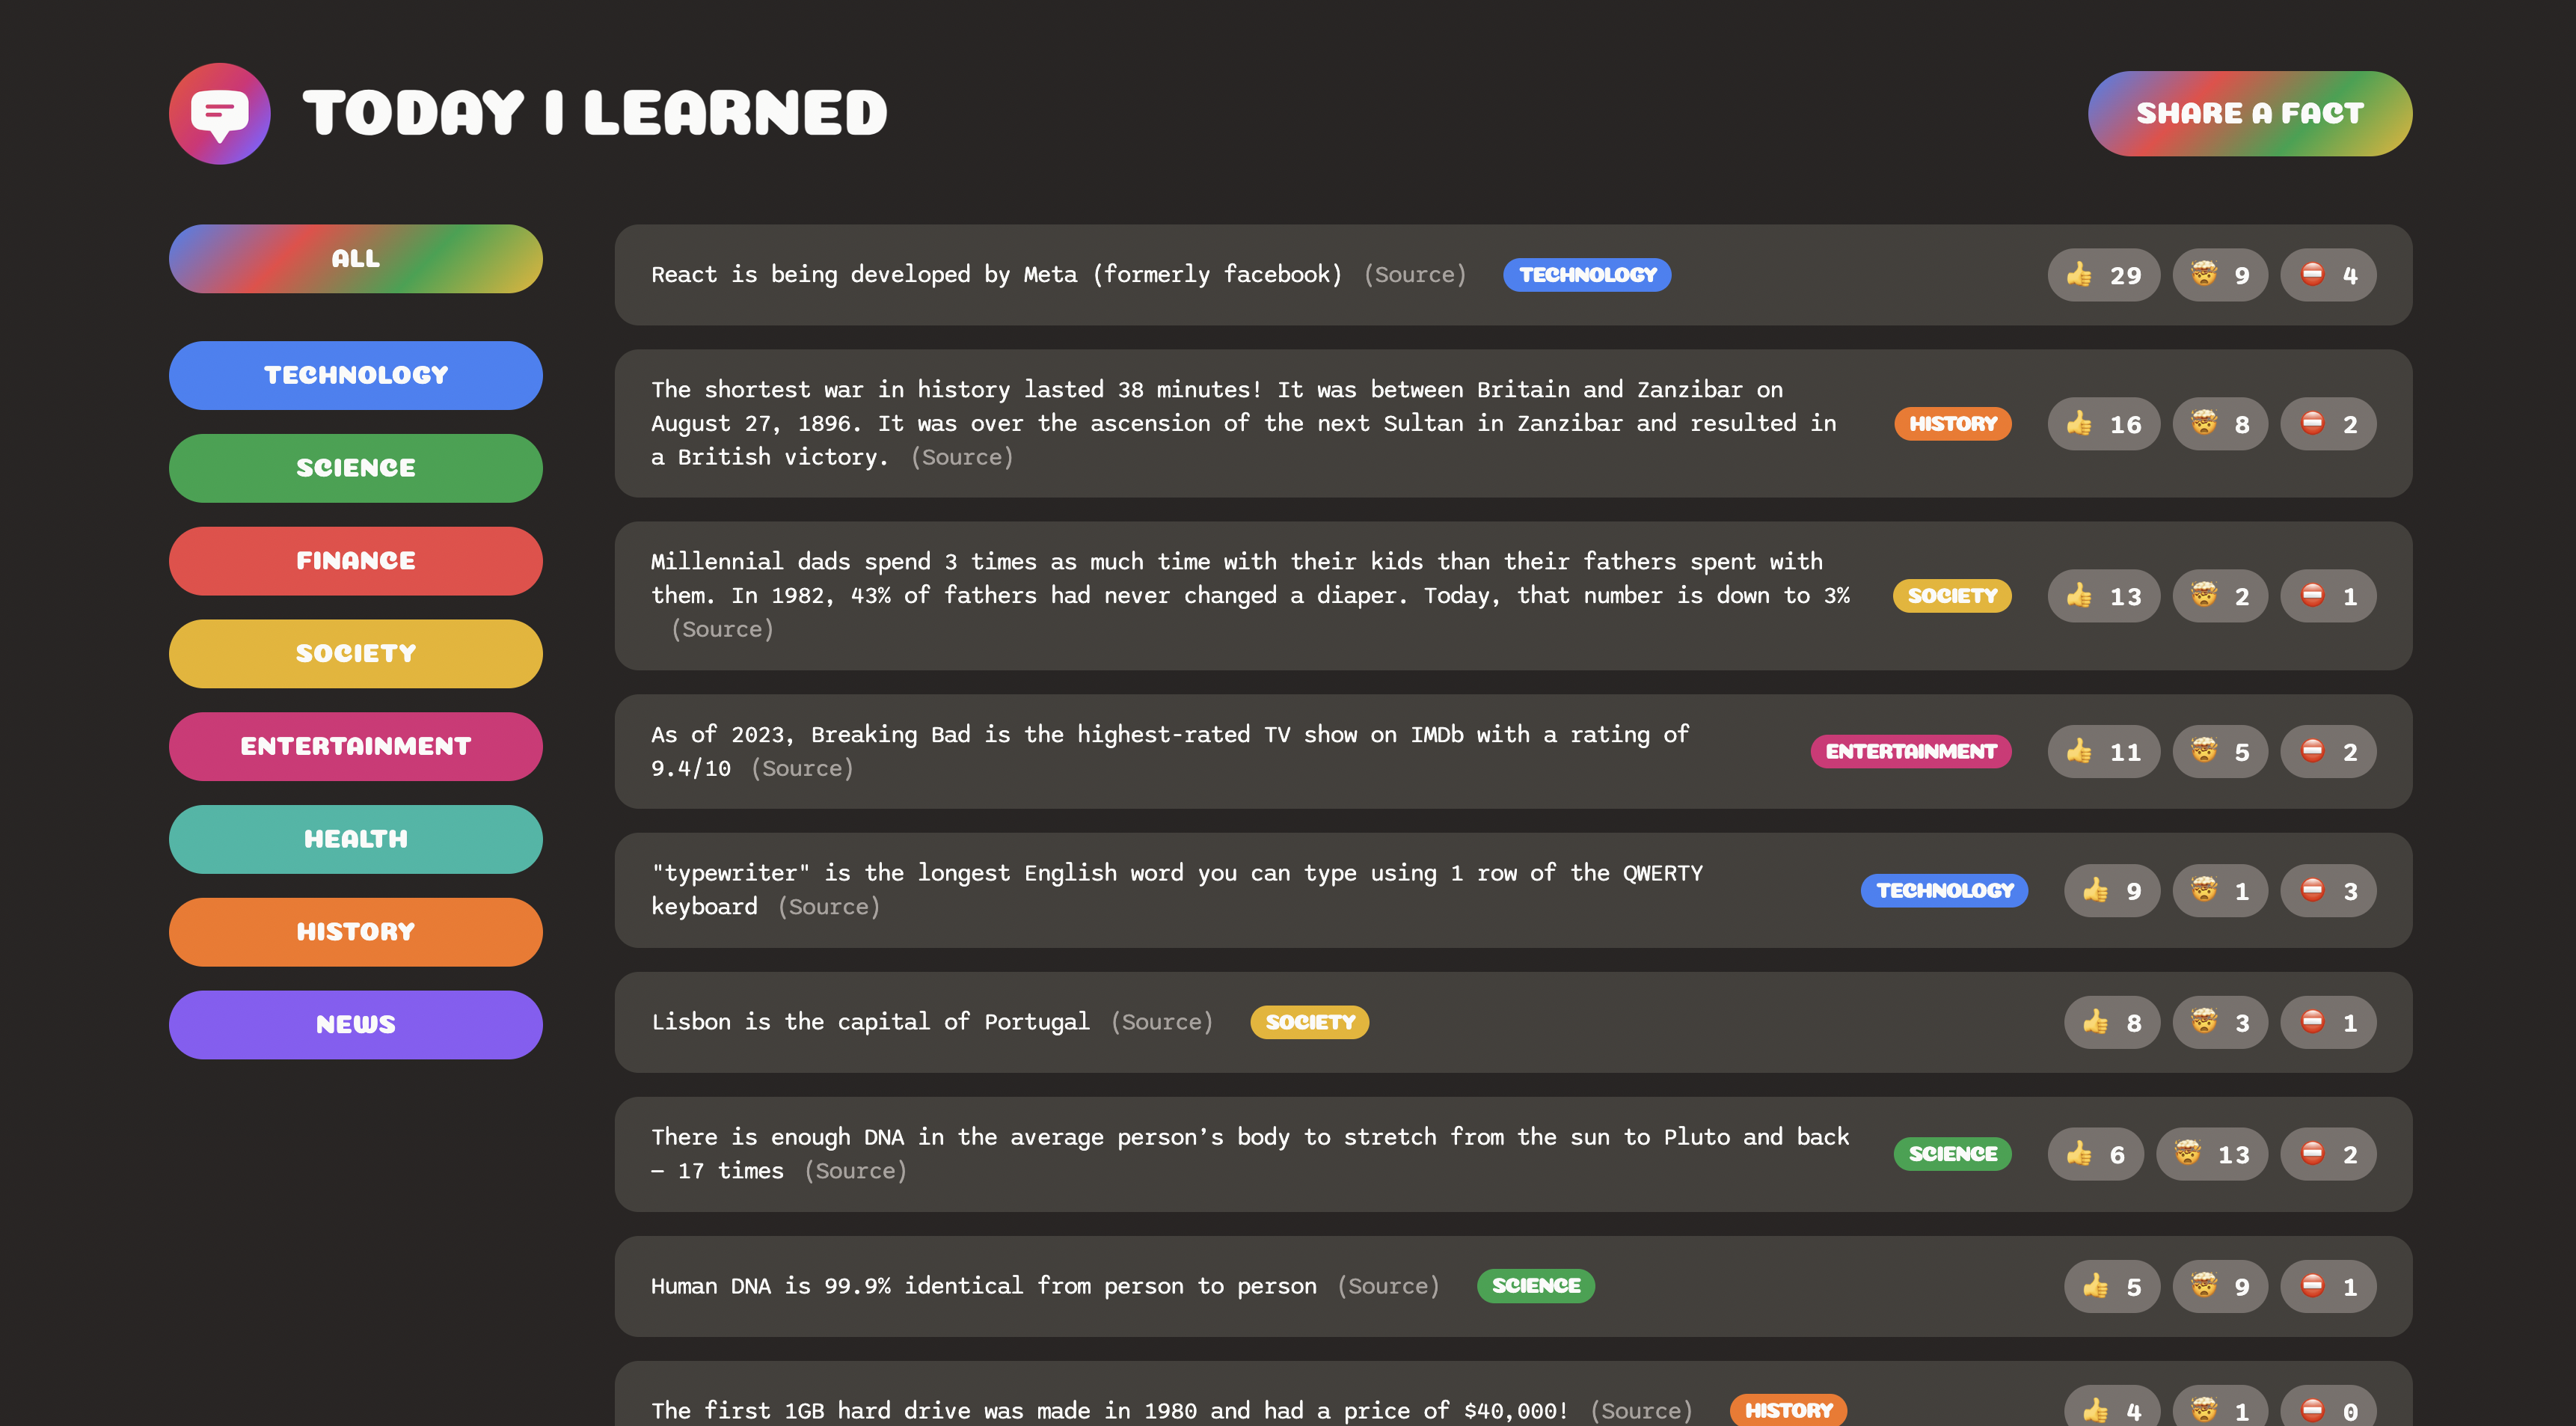 TODAY I LEARNED
SHARE A FACT
ALL
TECHNOLOGY
SCIENCE
FINANCE
SOCIETY
ENTERTAINMENT
HEALTH
HISTORY
NEWS
React is being developed by Meta (formerly facebook) (Source) TECHNOLOGY 29 9 4
The shortest war in history lasted 38 minutes! It was between Britain and Zanzibar on
August 27, 1896. It was over the ascension of the next Sultan in Zanzibar and resulted in
a British victory. (Source)
HISTORY 16 8 2
Millennial dads spend 3 times as much time with their kids than their fathers spent with
them. In 1982, 43% of fathers had never changed a diaper. Today, that number is down to 3%
(Source)
SOCIETY 13 2 1
As of 2023, Breaking Bad is the highest-rated TV show on IMDb with a rating of
9.4/10 (Source)
ENTERTAINMENT 11 5 2
"typewriter" is the longest English word you can type using 1 row of the QWERTY
keyboard (Source)
TECHNOLOGY 9 1 3
Lisbon is the capital of Portugal (Source) SOCIETY 8 3 1
There is enough DNA in the average person’s body to stretch from the sun to Pluto and back
— 17 times (Source)
SCIENCE 6 13 2
Human DNA is 99.9% identical from person to person (Source) SCIENCE 5 9 1
The first 1GB hard drive was made in 1980 and had a price of $40,000! (Source) HISTORY 4 1 0